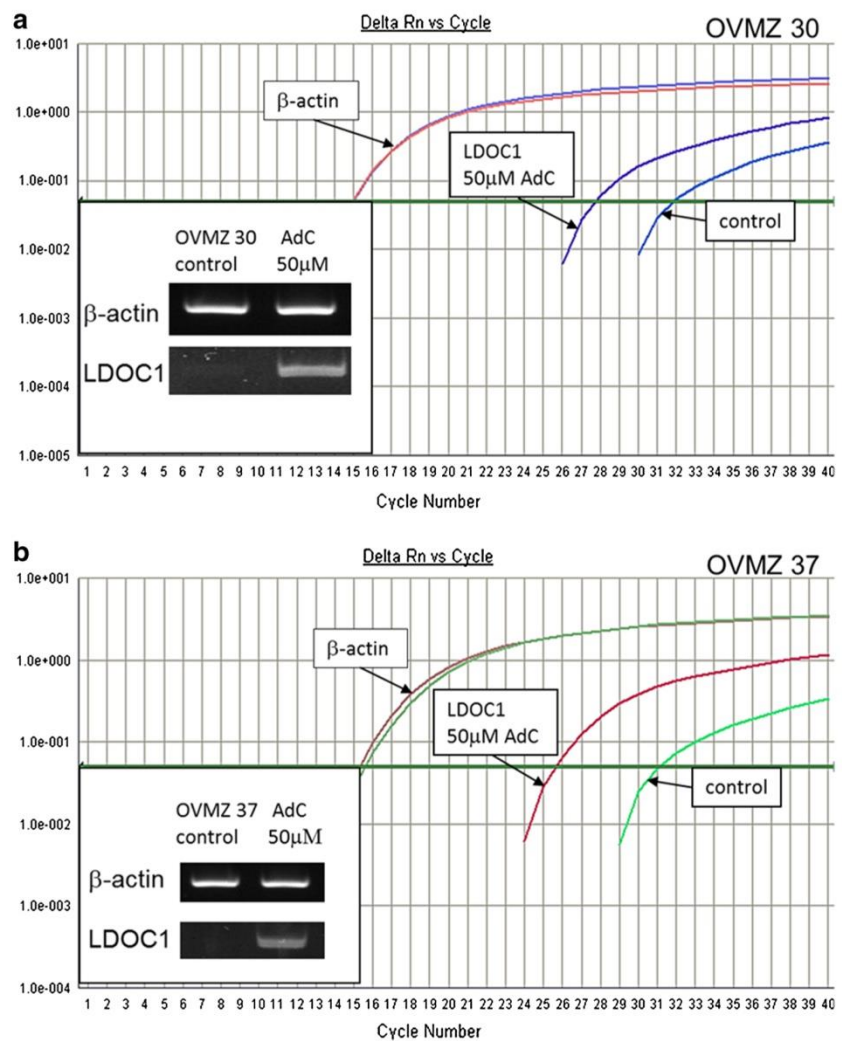 a
Delta Rn vs Cycle
OVMZ 30
1.0e+001
1.0e+000
1.0e-001
1.0e-002
1.0e-003
1.0e-004
1.0e-005
β-actin
LDOC1
50μM AdC
control
OVMZ 30 AdC
control 50μM
β-actin
LDOC1
1 2 3 4 5 6 7 8 9 10 11 12 13 14 15 16 17 18 19 20 21 22 23 24 25 26 27 28 29 30 31 32 33 34 35 36 37 38 39 40
Cycle Number
b
Delta Rn vs Cycle
OVMZ 37
1.0e+001
1.0e+000
1.0e-001
1.0e-002
1.0e-003
1.0e-004
β-actin
LDOC1
50μM AdC
control
OVMZ 37 AdC
control 50μM
β-actin
LDOC1
1 2 3 4 5 6 7 8 9 10 11 12 13 14 15 16 17 18 19 20 21 22 23 24 25 26 27 28 29 30 31 32 33 34 35 36 37 38 39 40
Cycle Number